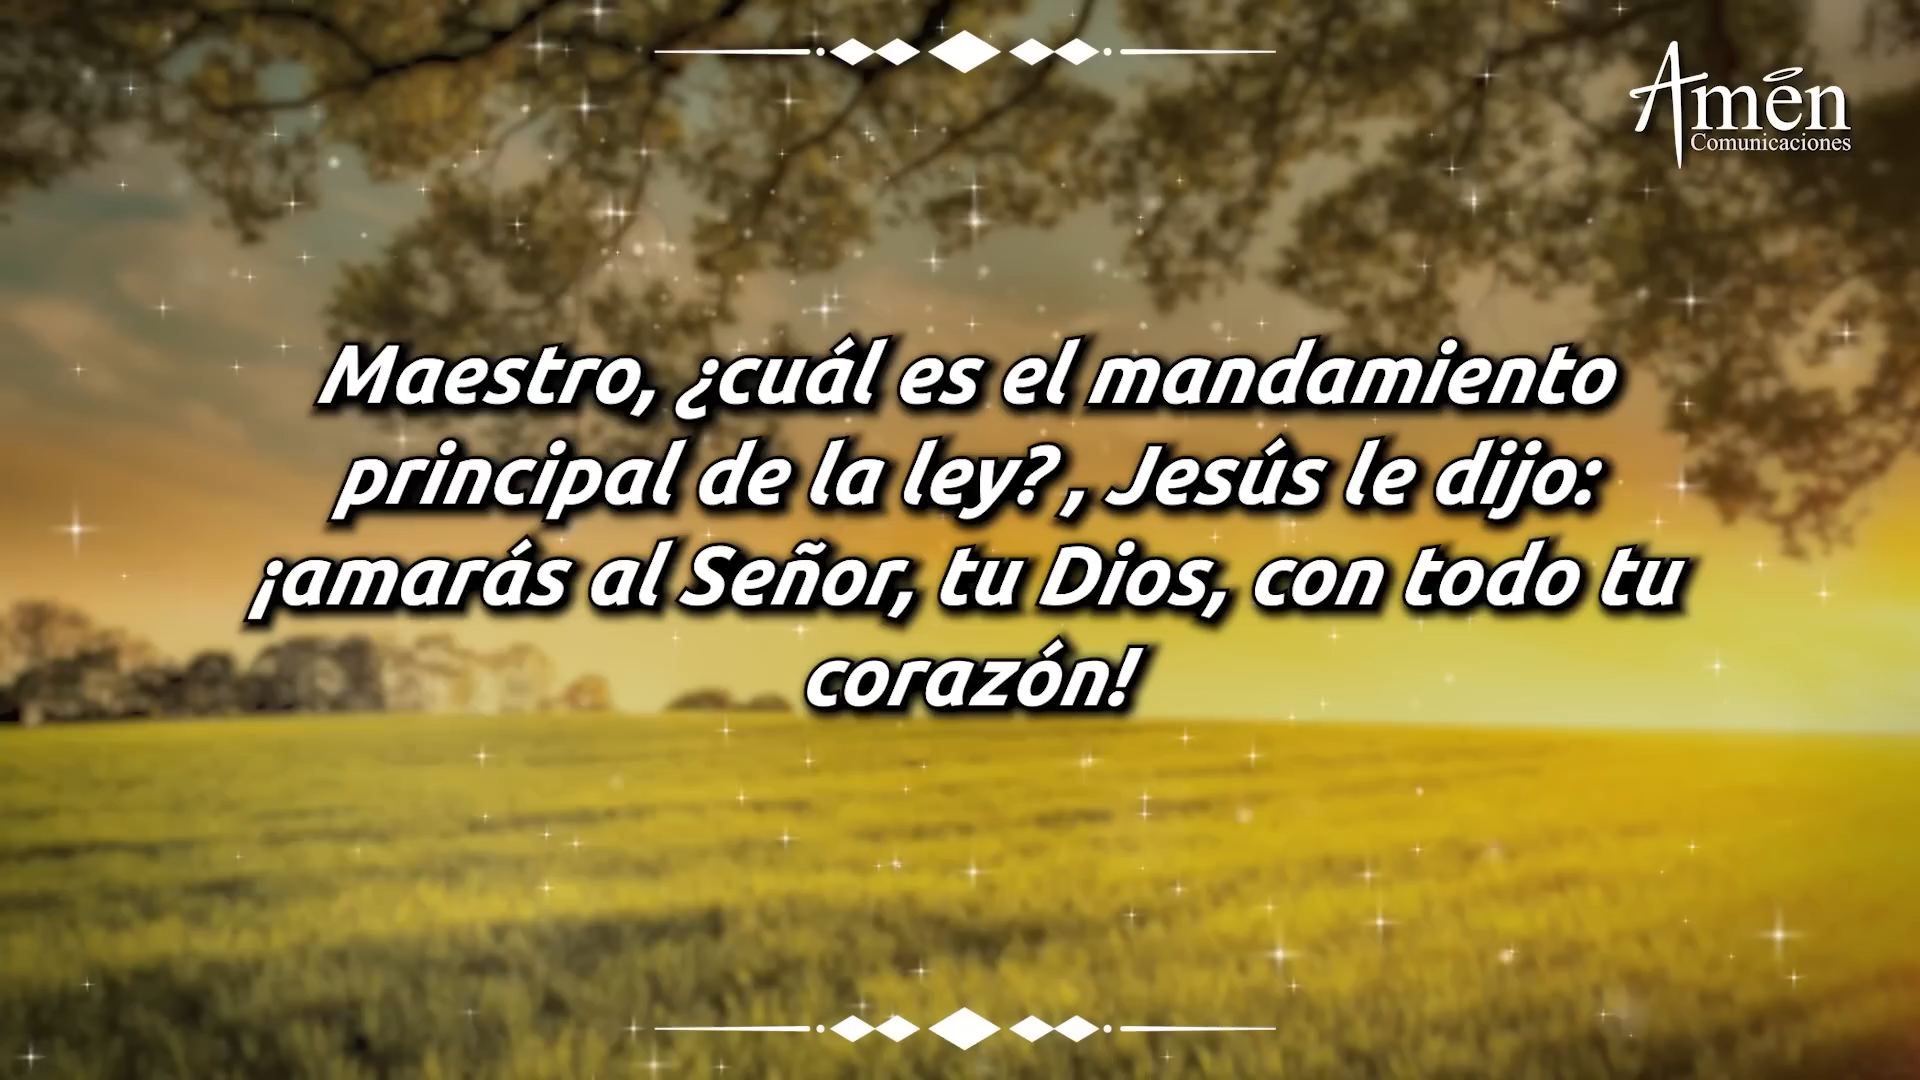 Amén
Comunicaciones
Maestro, ¿cuál es el mandamiento
principal de la ley? , Jesús le dijo:
¡amarás al Señor, tu Dios, con todo tu
corazón!